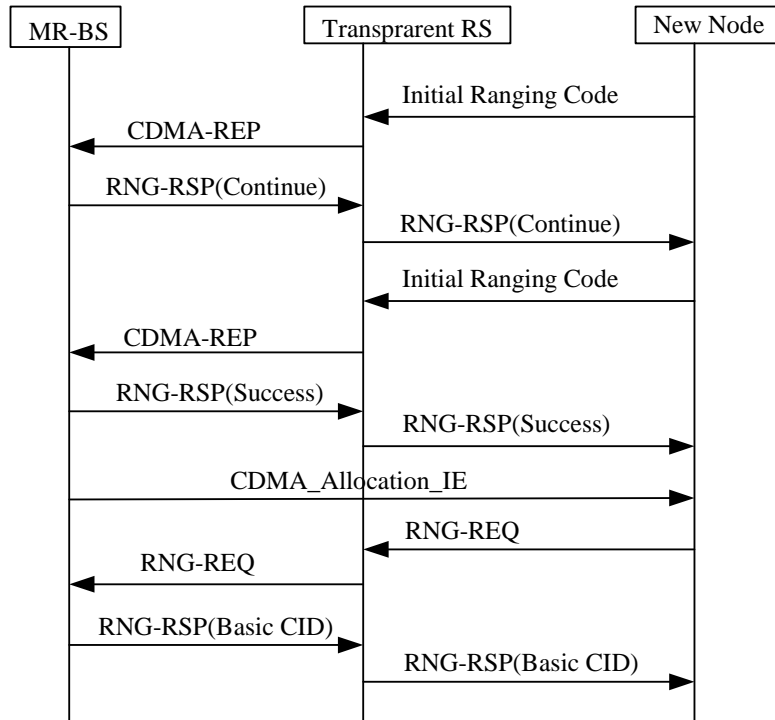 MR-BS
Transprarent RS
New Node
Initial Ranging Code
CDMA-REP
RNG-RSP(Continue)
RNG-RSP(Continue)
Initial Ranging Code
CDMA-REP
RNG-RSP(Success)
RNG-RSP(Success)
CDMA_Allocation_IE
RNG-REQ
RNG-REQ
RNG-RSP(Basic CID)
RNG-RSP(Basic CID)